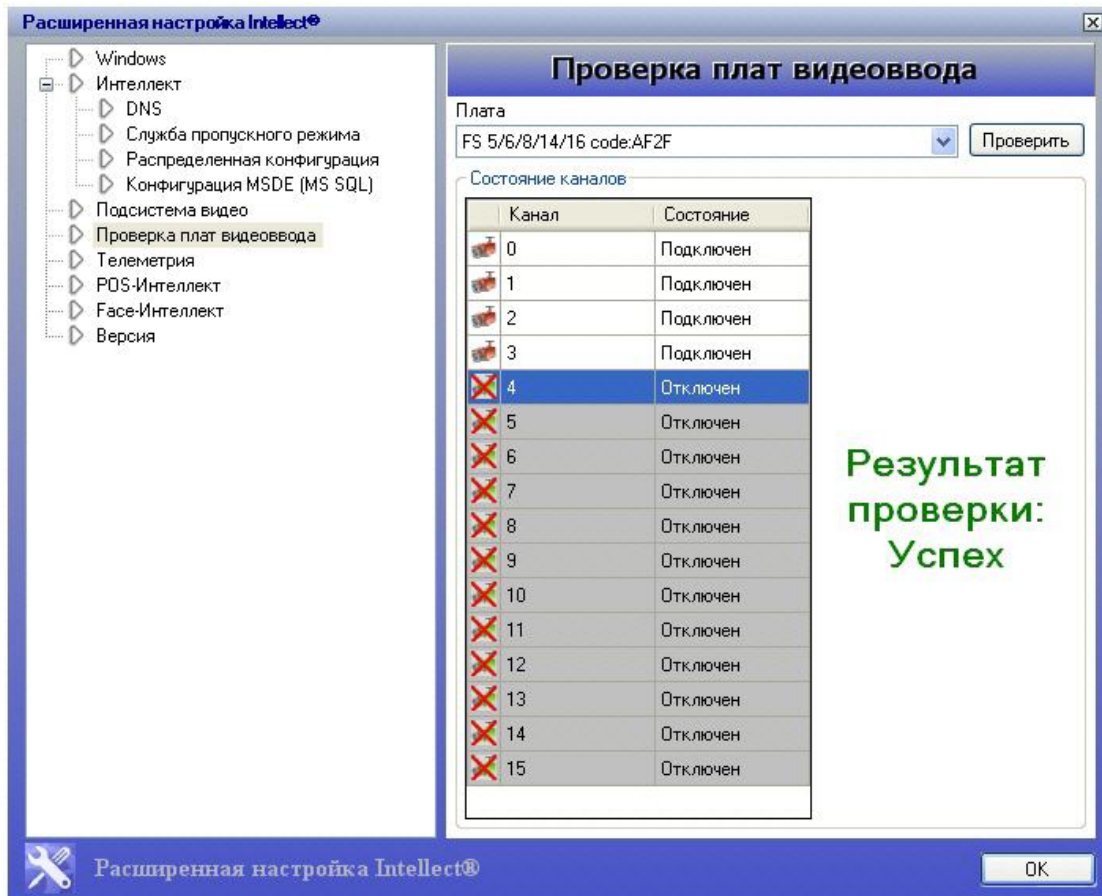 Расширенная настройка Intellect®
Windows
Интеллект
DNS
Служба пропускного режима
Распределенная конфигурация
Конфигурация MSDE (MS SQL)
Подсистема видео
Проверка плат видеоввода
Телеметрия
POS-Интеллект
Face-Интеллект
Версия
Проверка плат видеоввода
Плата
FS 5/6/8/14/16 code:AF2F
Проверить
Состояние каналов
Канал Состояние
0 Подключен
1 Подключен
2 Подключен
3 Подключен
4 Отключен
5 Отключен
6 Отключен
7 Отключен
8 Отключен
9 Отключен
10 Отключен
11 Отключен
12 Отключен
13 Отключен
14 Отключен
15 Отключен
Результат
проверки:
Успех
Расширенная настройка Intellect®
OK